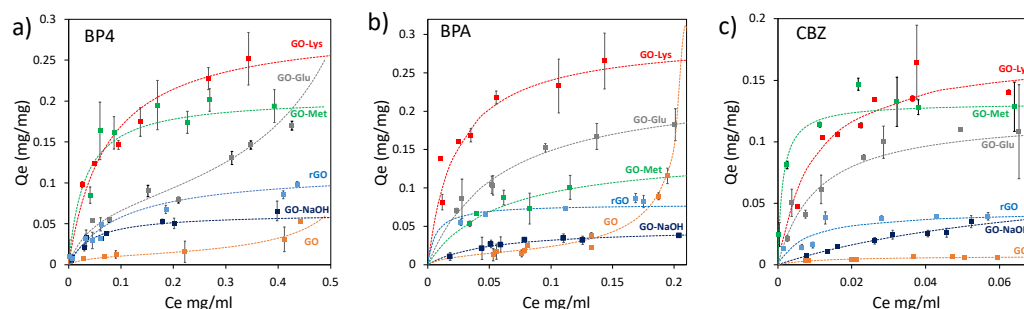 a)
BP4
Qe (mg/mg)
0.3
0.25
0.2
0.15
0.1
0.05
0
GO-Lys
GO-Glu
GO-Met
rGO
GO-NaOH
GO
0 0.1 0.2 0.3 0.4 0.5
Ce mg/ml
b)
BPA
Qe (mg/mg)
0.3
0.25
0.2
0.15
0.1
0.05
0
GO-Lys
GO-Glu
GO-Met
rGO
GO
GO-NaOH
0 0.05 0.1 0.15 0.2
Ce mg/ml
c)
CBZ
Qe (mg/mg)
0.2
0.15
0.1
0.05
0
GO-Ly
GO-Met
GO-Glu
rGO
GO-NaOH
GO
0 0.02 0.04 0.06
Ce mg/ml